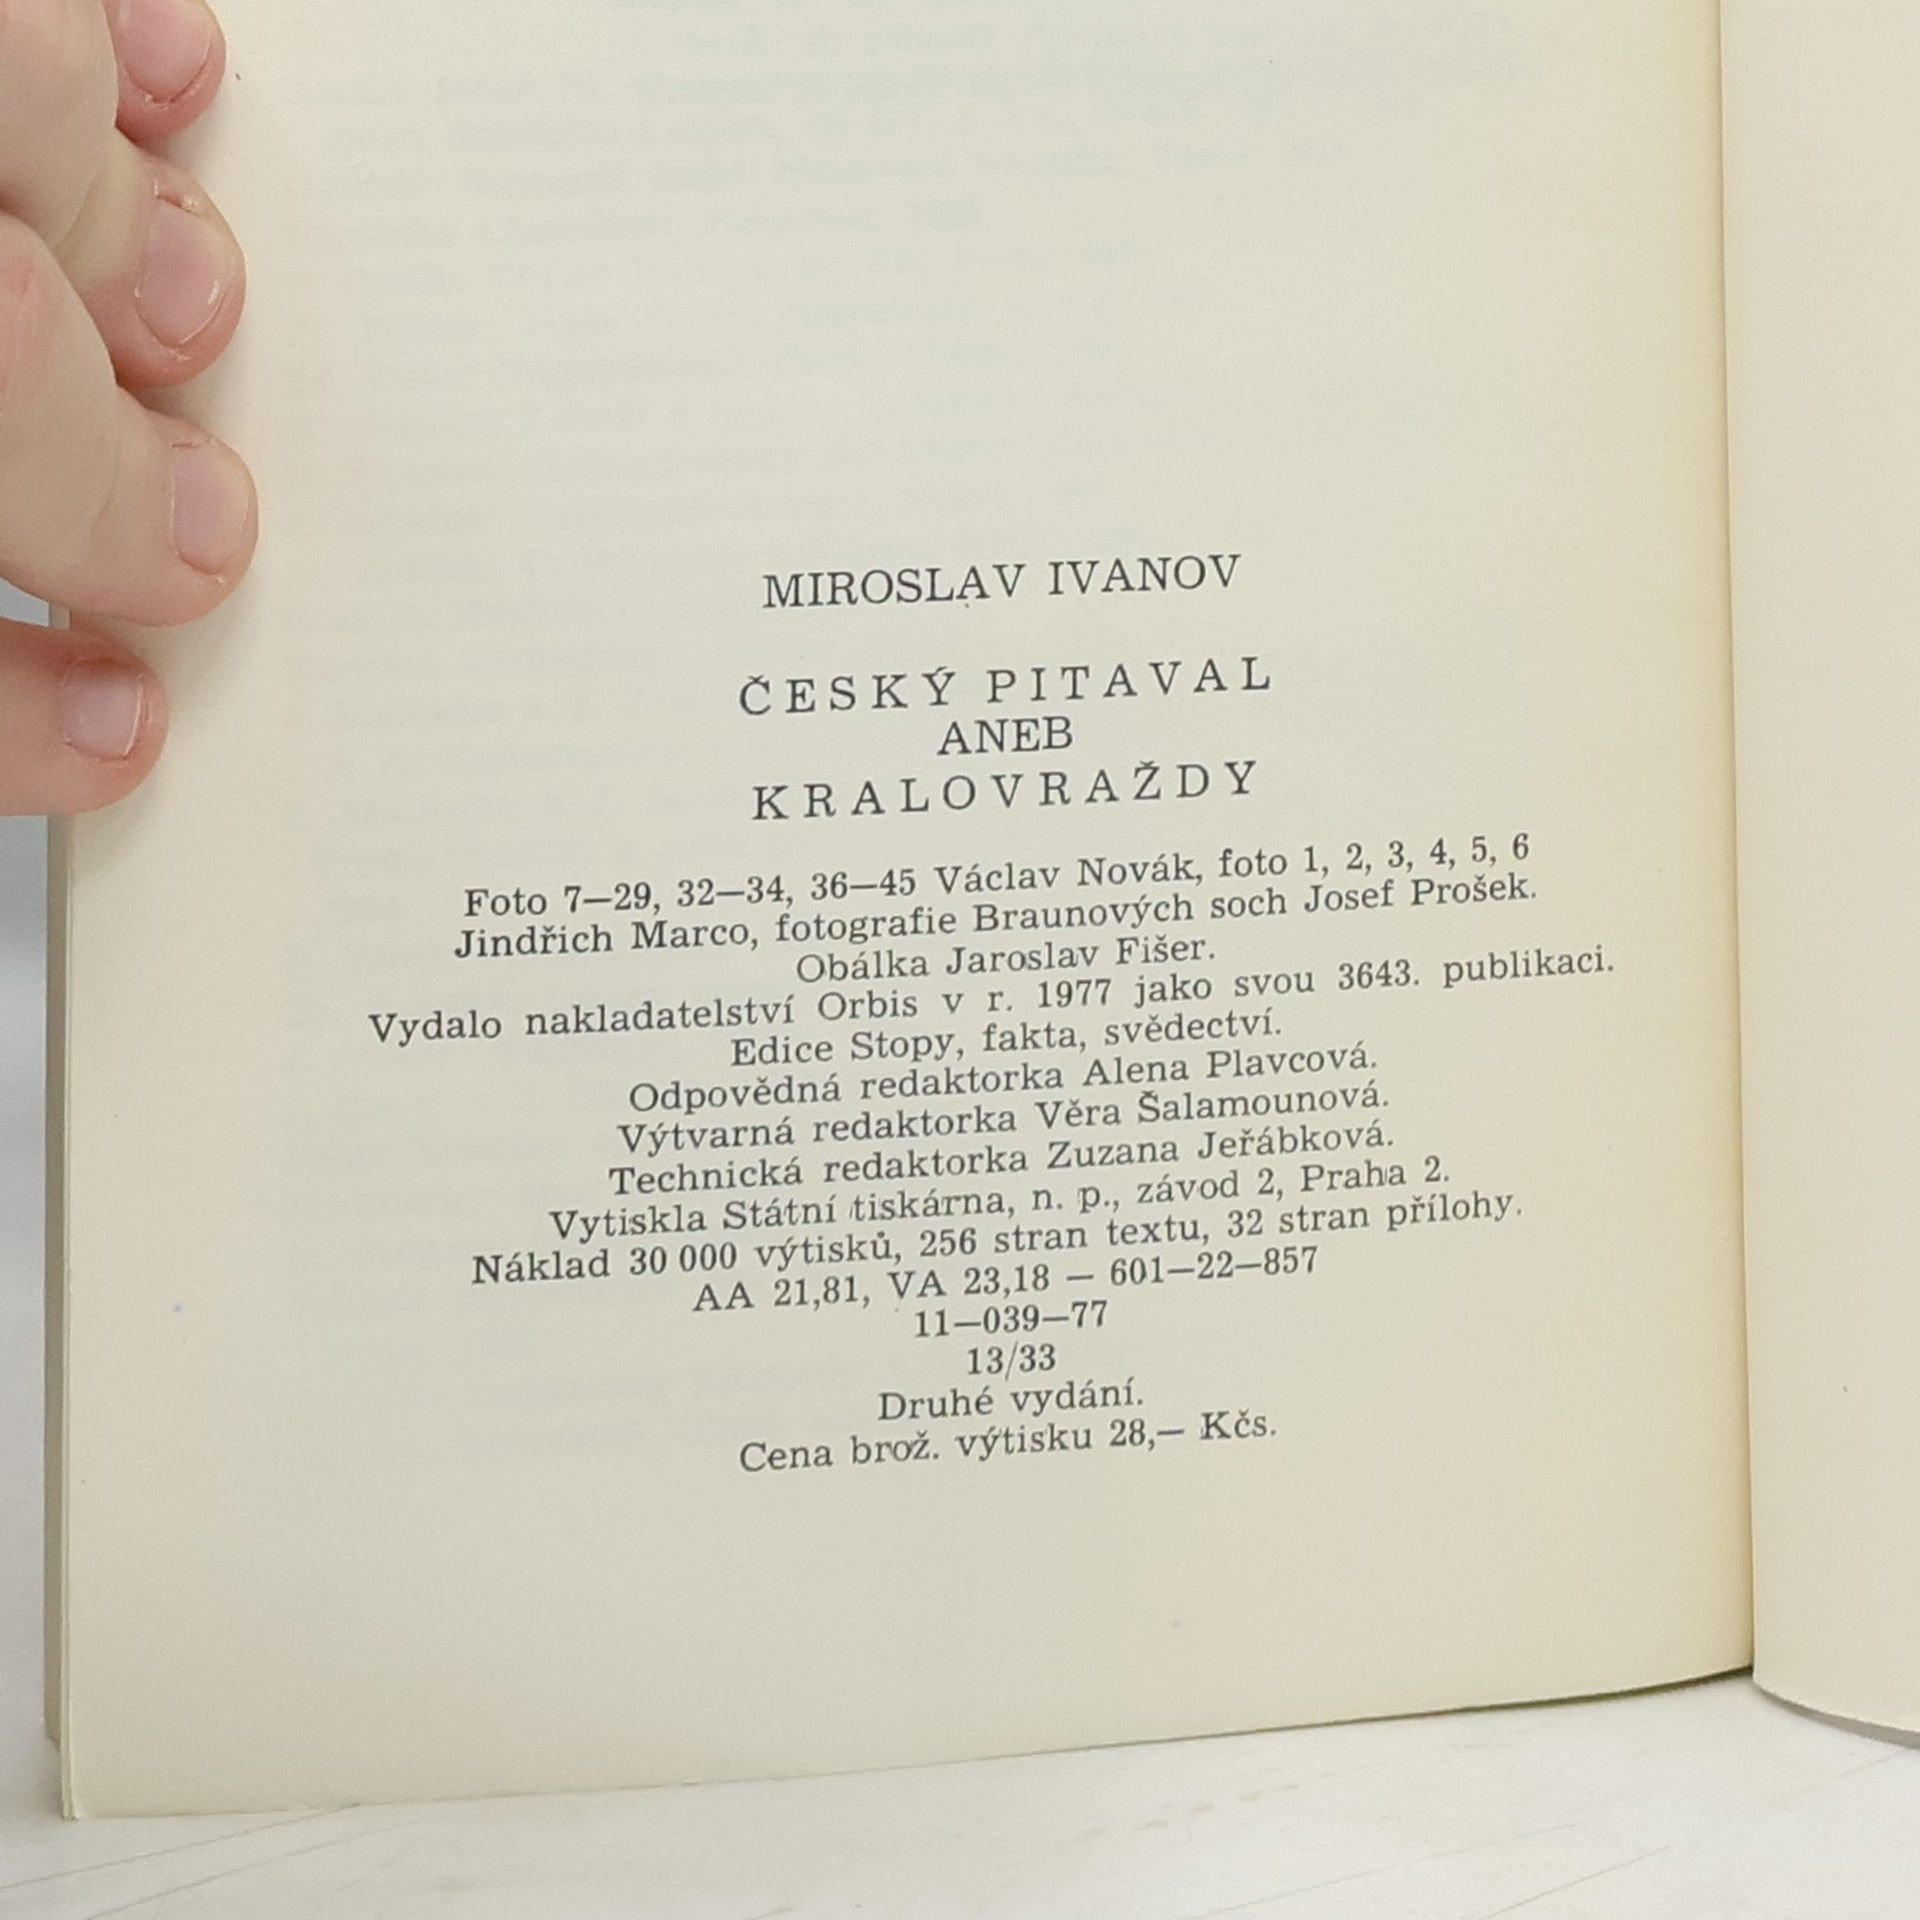 MIROSLAV IVANOV
ČESKÝ PITAVAL
ANEB
KRALOVRAŽDY
Foto 7—29, 32—34, 36—45 Václav Novák, foto 1, 2, 3, 4, 5, 6
Jindřich Marco, fotografie Braunových soch Josef Prošek.
Obálka Jaroslav Fišer.
Vydalo nakladatelství Orbis v r. 1977 jako svou 3643. publikaci.
Edice Stopy, fakta, svědectví.
Odpovědná redaktorka Alena Plavcová.
Výtvarná redaktorka Věra Šalamounová.
Technická redaktorka Zuzana Jeřábková.
Vytiskla Státní tiskárna, n. p., závod 2, Praha 2.
Náklad 30 000 výtisků, 256 stran textu, 32 stran přílohy.
AA 21,81, VA 23,18 — 601—22—857
11—039—77
13/33
Druhé vydání.
Cena brož. výtisku 28,— Kčs.